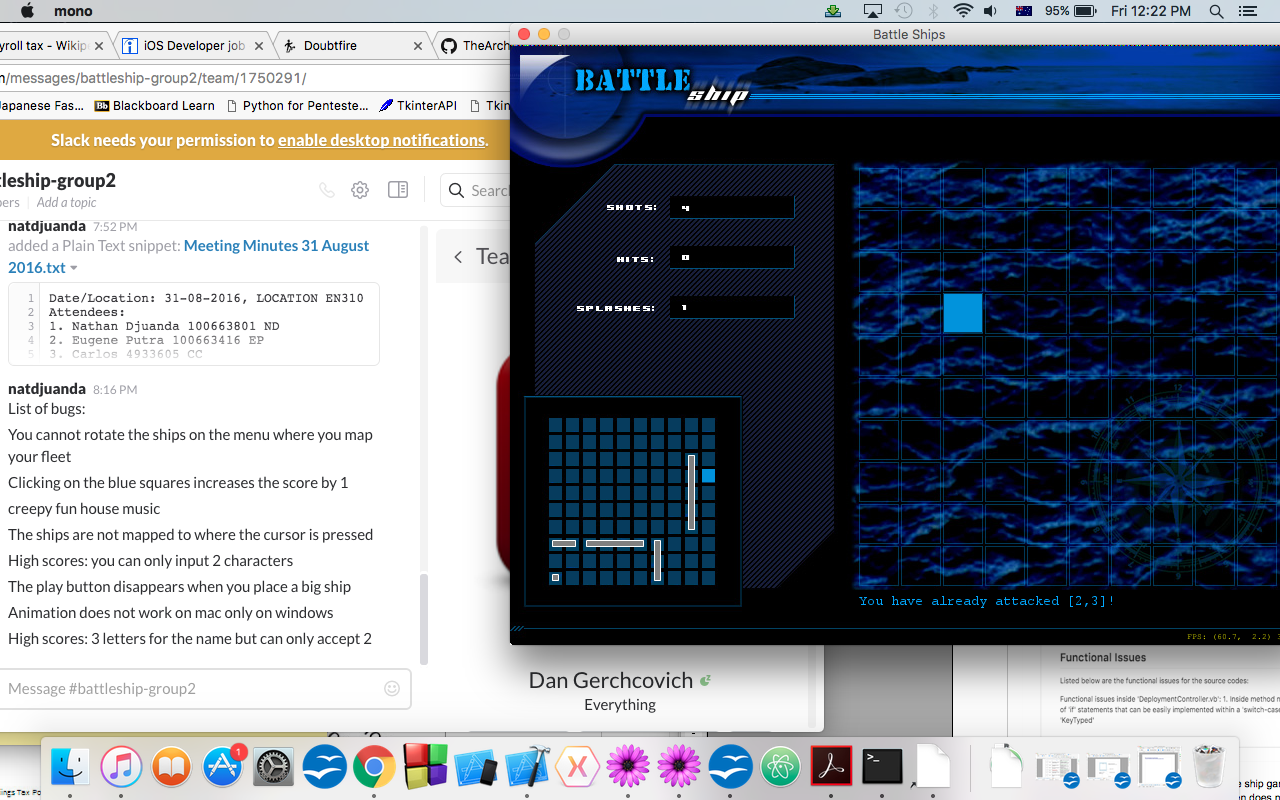 mono
95%
Fri 12:22 PM
yroll tax - Wikip
iOS Developer job
Doubtfire
TheArch
Battle Ships
n/messages/battleship-group2/team/1750291/
Japanese Fas...
Bb Blackboard Learn
Python for Penteste...
TkinterAPI
Tkin
Slack needs your permission to enable desktop notifications.
tleship-group2
bers | Add a topic
Search
natdjuanda 7:52 PM
added a Plain Text snippet: Meeting Minutes 31 August
2016.txt
1 Date/Location: 31-08-2016, LOCATION EN310
2 Attendees:
3 1. Nathan Djuanda 100663801 ND
4 2. Eugene Putra 100663416 EP
5 3. Carlos 4933605 CC
natdjuanda 8:16 PM
List of bugs:
You cannot rotate the ships on the menu where you map
your fleet
Clicking on the blue squares increases the score by 1
creepy fun house music
The ships are not mapped to where the cursor is pressed
High scores: you can only input 2 characters
The play button disappears when you place a big ship
Animation does not work on mac only on windows
High scores: 3 letters for the name but can only accept 2
Message #battleship-group2
Tea
Dan Gerchcovich
Everything
BATTLE
ship
SHOTS: 4
HITS: 0
SPLASHES: 1
You have already attacked [2,3]!
FPS: (60.7, 2.2) 3
Functional Issues
Listed below are the functional issues for the source codes:
Functional issues inside 'DeploymentController.vb': 1. Inside method n
of 'if' statements that can be easily implemented within a 'switch-case
'KeyTyped'
1
ings Tax Po
e ship gar
en does n